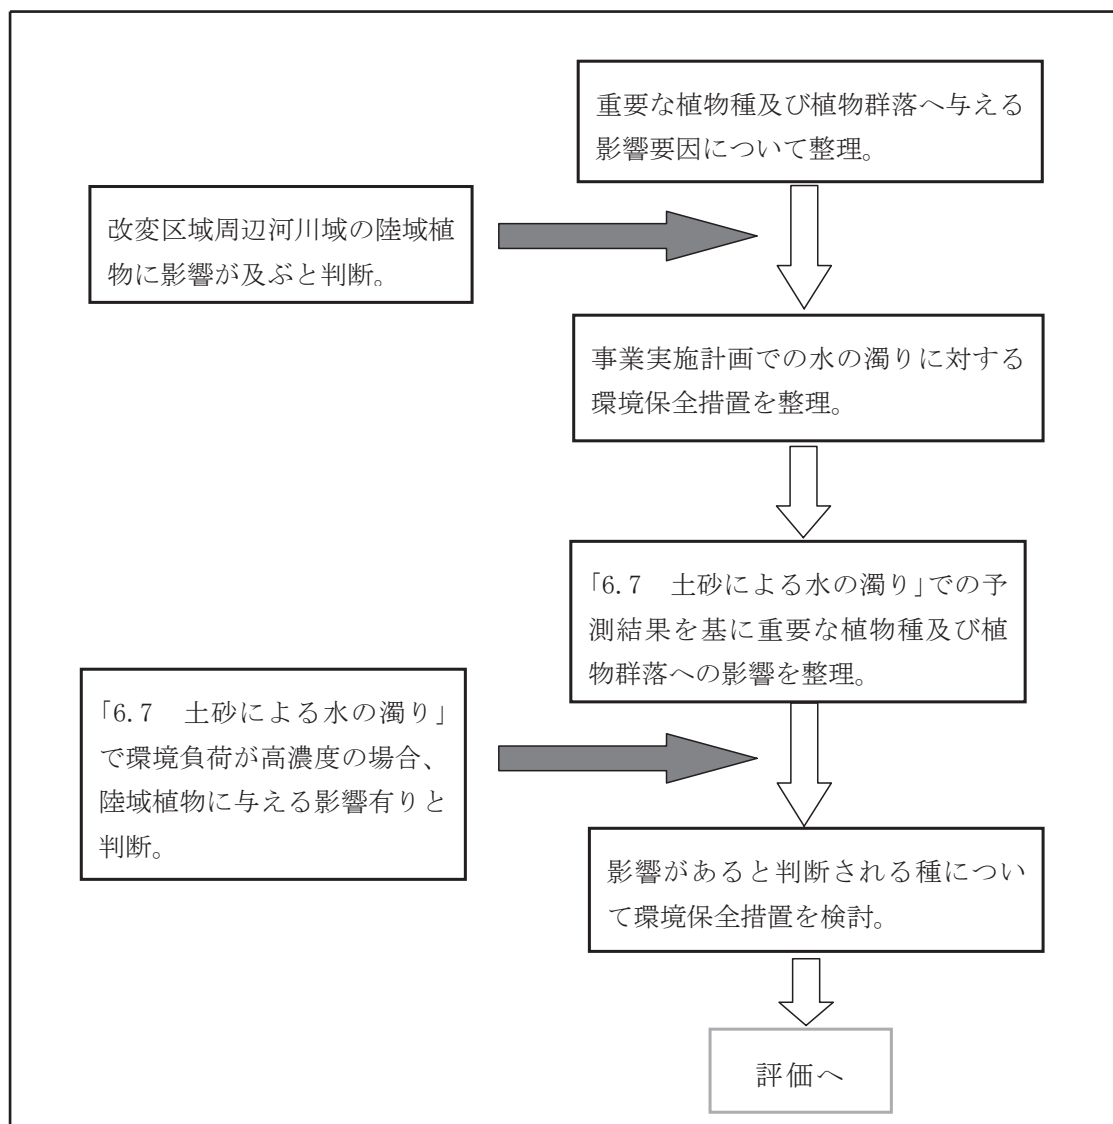 重要な植物種及び植物群落へ与える
影響要因について整理。
改変区域周辺河川域の陸域植
物に影響が及ぶと判断。
事業実施計画での水の濁りに対する
環境保全措置を整理。
「6.7　土砂による水の濁り」での予
測結果を基に重要な植物種及び植
物群落への影響を整理。
「6.7　土砂による水の濁り」
で環境負荷が高濃度の場合、
陸域植物に与える影響有りと
判断。
影響があると判断される種につい
て環境保全措置を検討。
評価へ